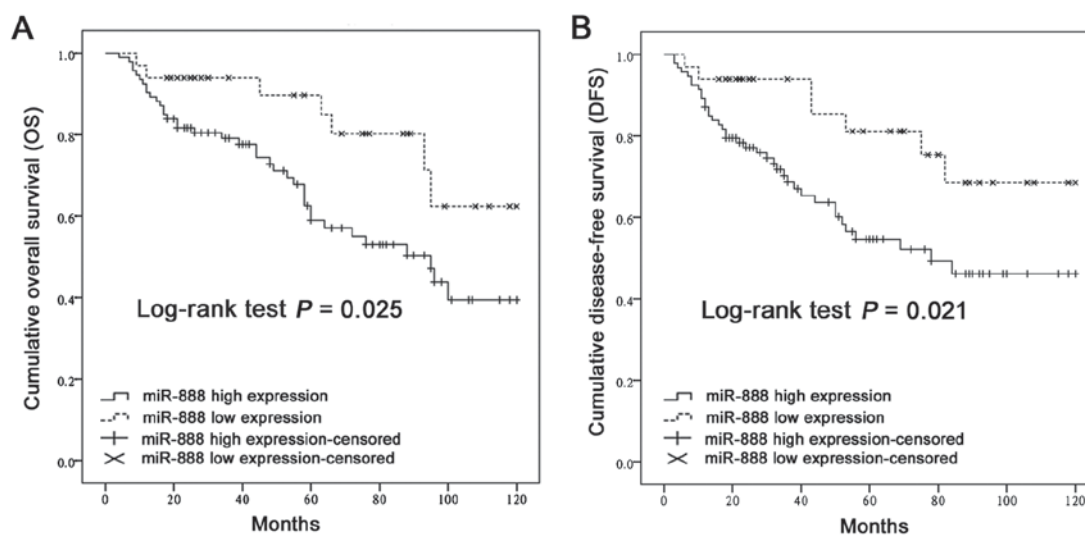 A
Cumulative overall survival (OS)
1.0
0.8
0.6
0.4
0.2
0.0
Log-rank test P = 0.025
miR-888 high expression
miR-888 low expression
miR-888 high expression-censored
miR-888 low expression-censored
0 20 40 60 80 100 120
Months
B
Cumulative disease-free survival (DFS)
1.0
0.8
0.6
0.4
0.2
0.0
Log-rank test P = 0.021
miR-888 high expression
miR-888 low expression
miR-888 high expression-censored
miR-888 low expression-censored
0 20 40 60 80 100 120
Months